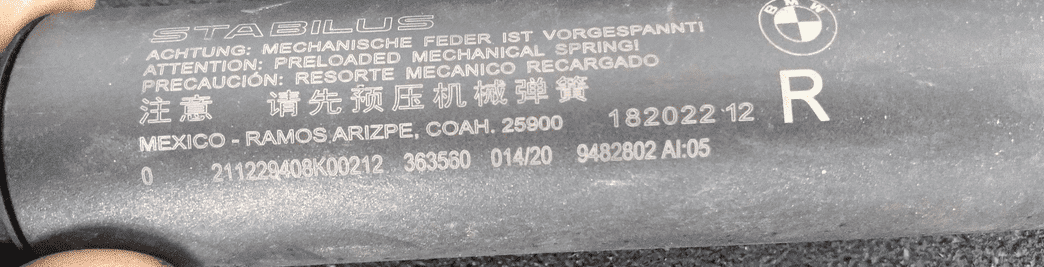 STABILUS
ACHTUNG: MECHANISCHE FEDER IST VORGESPANNT!
ATTENTION: PRELOADED MECHANICAL SPRING!
PRECAUCIÓN: RESORTE MECANICO RECARGADO
注意 请先预压机械弹簧
MEXICO - RAMOS ARIZPE, COAH. 25900 182022 12
0 211229408K00212 363560 014/20 9482802 AI:05
BMW
R